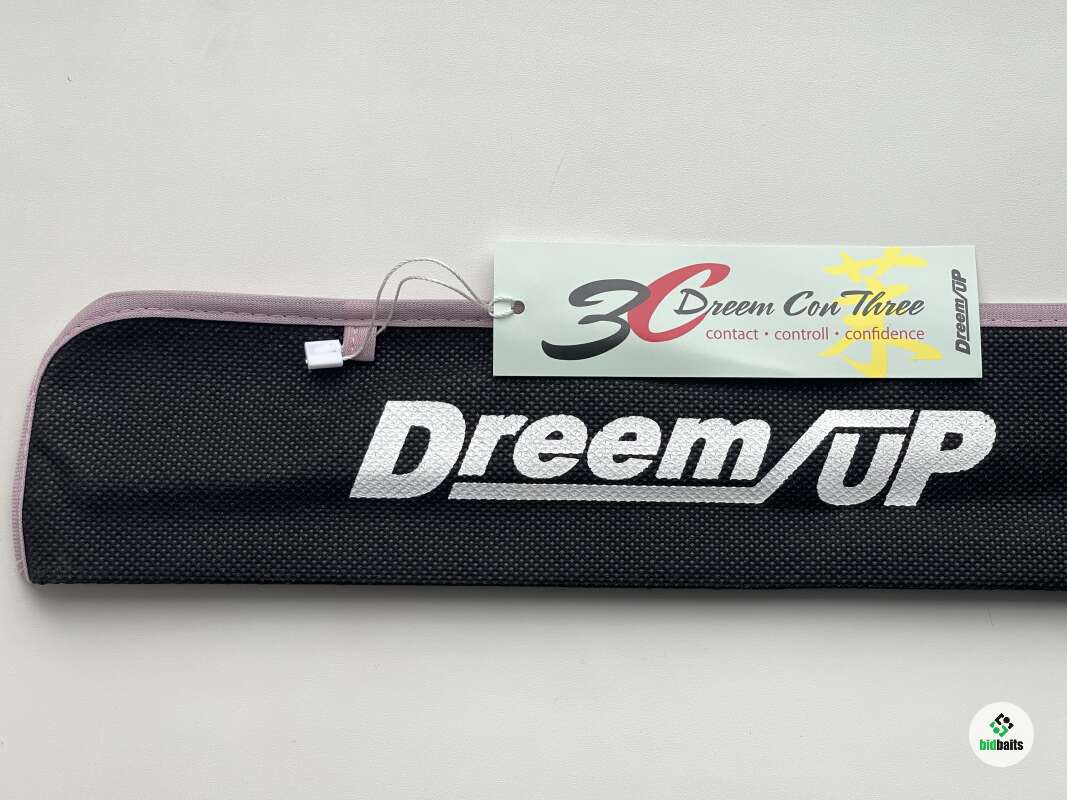 3C Dreem Con Three
contact・controll・confidence
Dreem/UP
Dreem/UP
bidbaits